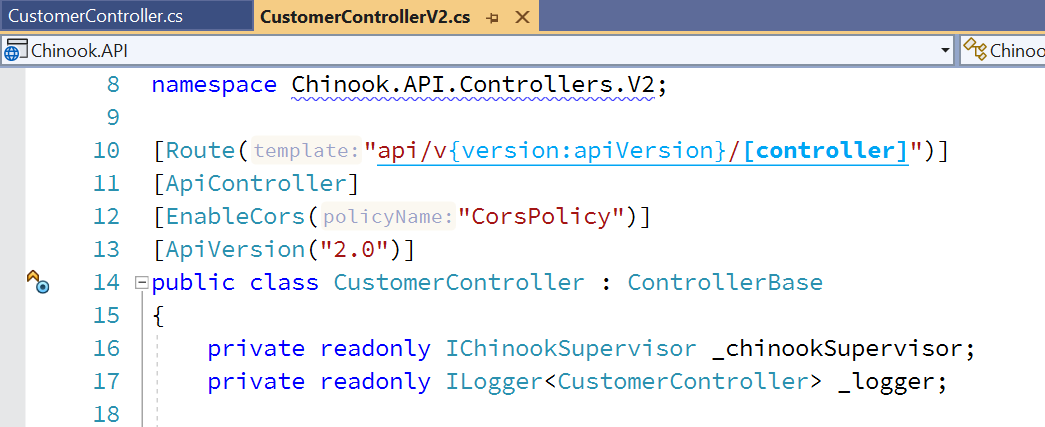 CustomerController.cs CustomerControllerV2.cs
Chinook.API Chinoo
8 namespace Chinook.API.Controllers.V2;
9
10 [Route(template:"api/v{version:apiVersion}/[controller]")]
11 [ApiController]
12 [EnableCors(policyName:"CorsPolicy")]
13 [ApiVersion("2.0")]
14 public class CustomerController : ControllerBase
15 {
16 private readonly IChinookSupervisor _chinookSupervisor;
17 private readonly ILogger<CustomerController> _logger;
18